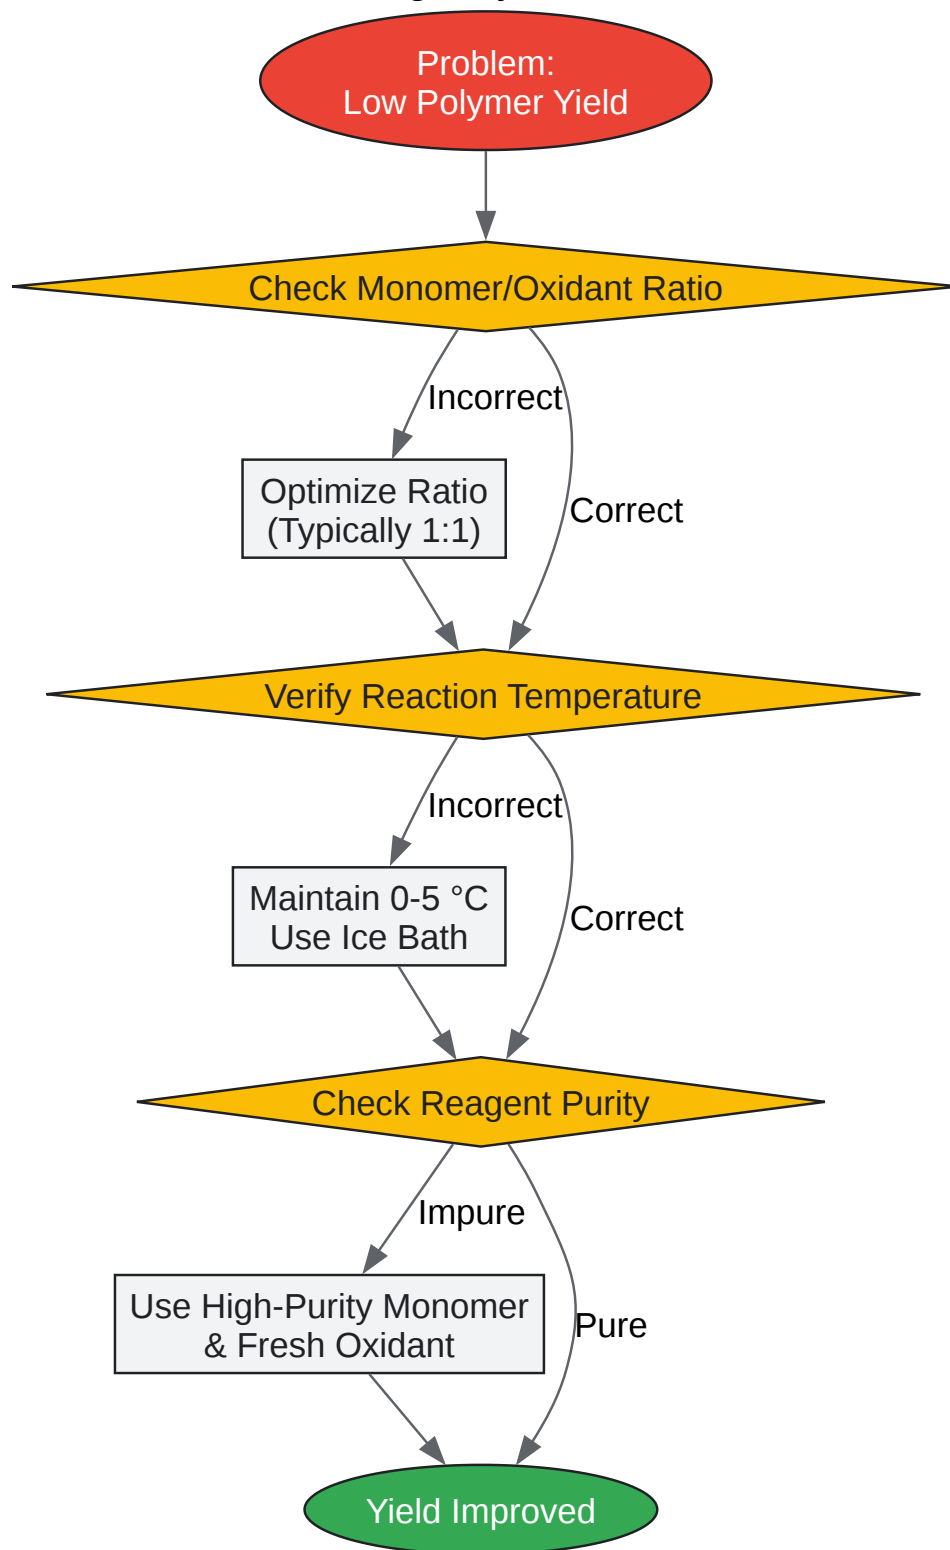 Problem:
Low Polymer Yield
Check Monomer/Oxidant Ratio
Incorrect
Optimize Ratio
(Typically 1:1)
Correct
Verify Reaction Temperature
Incorrect
Maintain 0-5 °C
Use Ice Bath
Correct
Check Reagent Purity
Impure
Use High-Purity Monomer
& Fresh Oxidant
Pure
Yield Improved